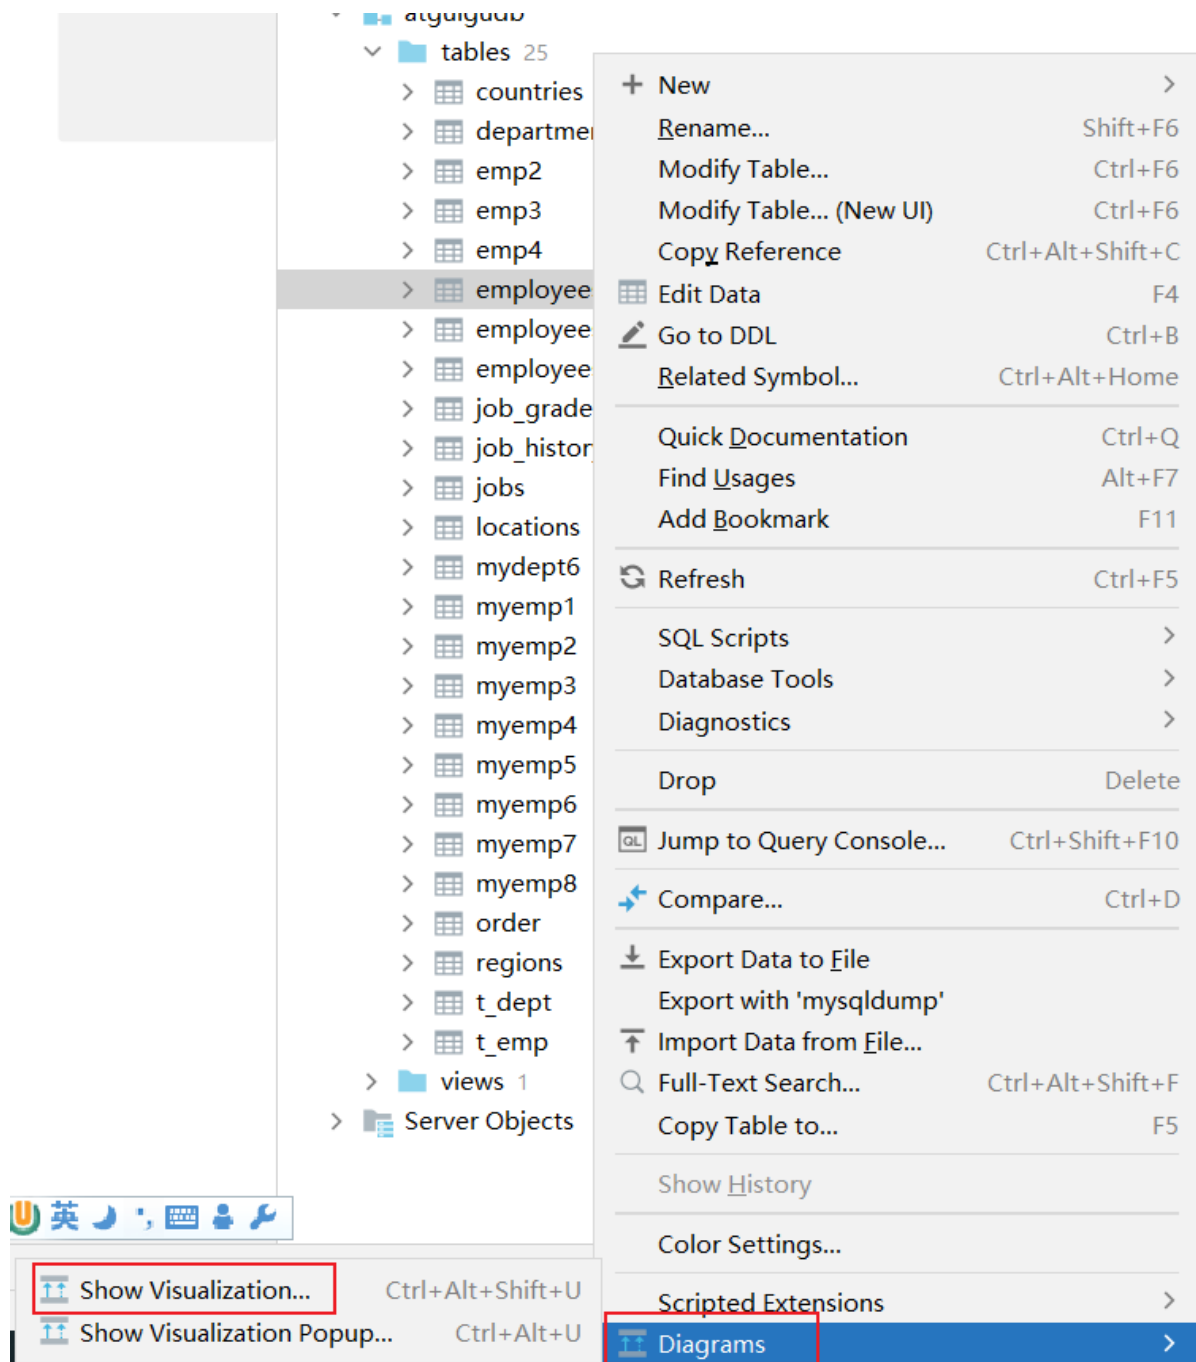 atguigudb
tables 25
countries
departme
emp2
emp3
emp4
employee
employee
employee
job_grade
job_histor
jobs
locations
mydept6
myemp1
myemp2
myemp3
myemp4
myemp5
myemp6
myemp7
myemp8
order
regions
t_dept
t_emp
views 1
Server Objects
New
Rename... Shift+F6
Modify Table... Ctrl+F6
Modify Table... (New UI) Ctrl+F6
Copy Reference Ctrl+Alt+Shift+C
Edit Data F4
Go to DDL Ctrl+B
Related Symbol... Ctrl+Alt+Home
Quick Documentation Ctrl+Q
Find Usages Alt+F7
Add Bookmark F11
Refresh Ctrl+F5
SQL Scripts
Database Tools
Diagnostics
Drop Delete
QL Jump to Query Console... Ctrl+Shift+F10
Compare... Ctrl+D
Export Data to File
Export with 'mysqldump'
Import Data from File...
Full-Text Search... Ctrl+Alt+Shift+F
Copy Table to... F5
Show History
Color Settings...
Scripted Extensions
Diagrams
英
Show Visualization... Ctrl+Alt+Shift+U
Show Visualization Popup... Ctrl+Alt+U